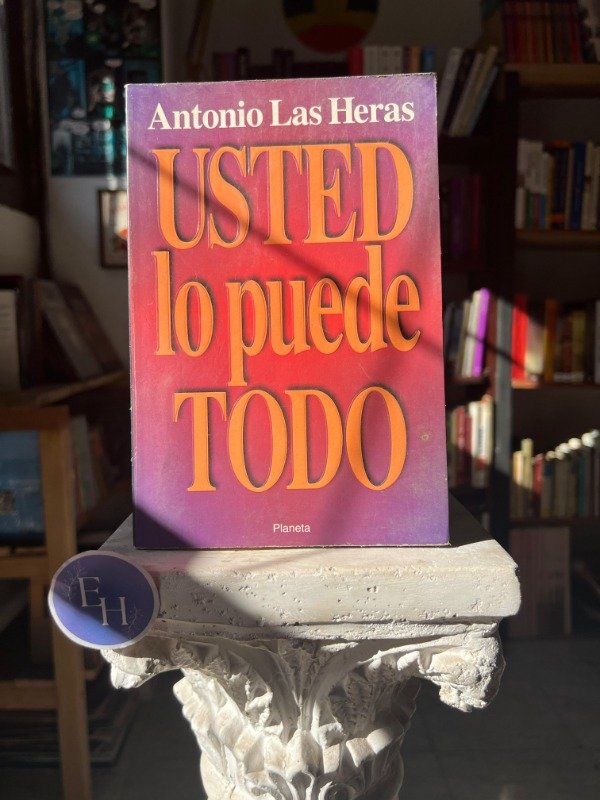 Antonio Las Heras
USTED
lo puede
TODO
Planeta
EH